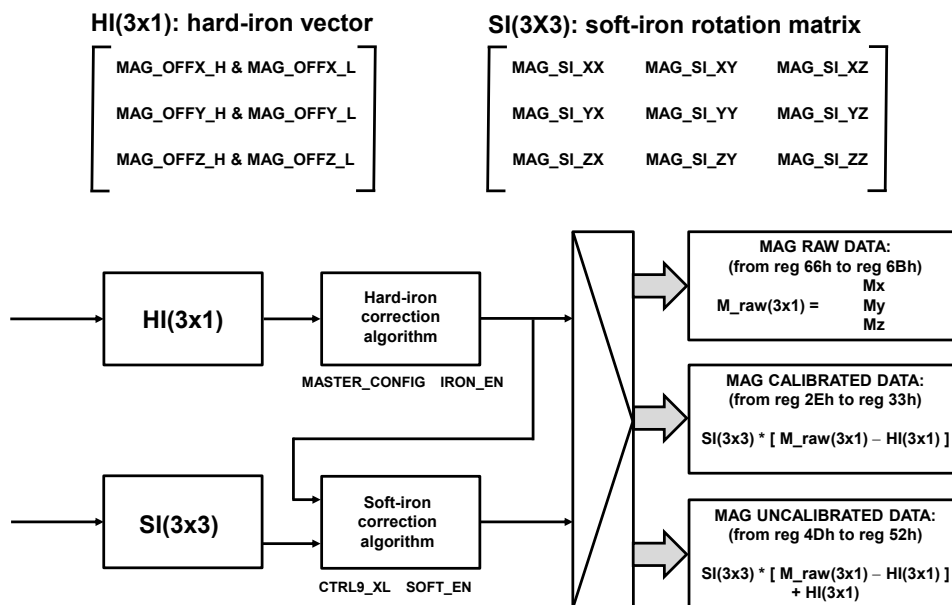 HI(3x1): hard-iron vector
MAG_OFFX_H & MAG_OFFX_L
MAG_OFFY_H & MAG_OFFY_L
MAG_OFFZ_H & MAG_OFFZ_L
SI(3X3): soft-iron rotation matrix
MAG_SI_XX MAG_SI_XY MAG_SI_XZ
MAG_SI_YX MAG_SI_YY MAG_SI_YZ
MAG_SI_ZX MAG_SI_ZY MAG_SI_ZZ
HI(3x1)
Hard-iron
correction
algorithm
MASTER_CONFIG IRON_EN
SI(3x3)
Soft-iron
correction
algorithm
CTRL9_XL SOFT_EN
MAG RAW DATA:
(from reg 66h to reg 6Bh)
Mx
M_raw(3x1) = My
Mz
MAG CALIBRATED DATA:
(from reg 2Eh to reg 33h)
SI(3x3) * [ M_raw(3x1) – HI(3x1) ]
MAG UNCALIBRATED DATA:
(from reg 4Dh to reg 52h)
SI(3x3) * [ M_raw(3x1) – HI(3x1) ]
+ HI(3x1)